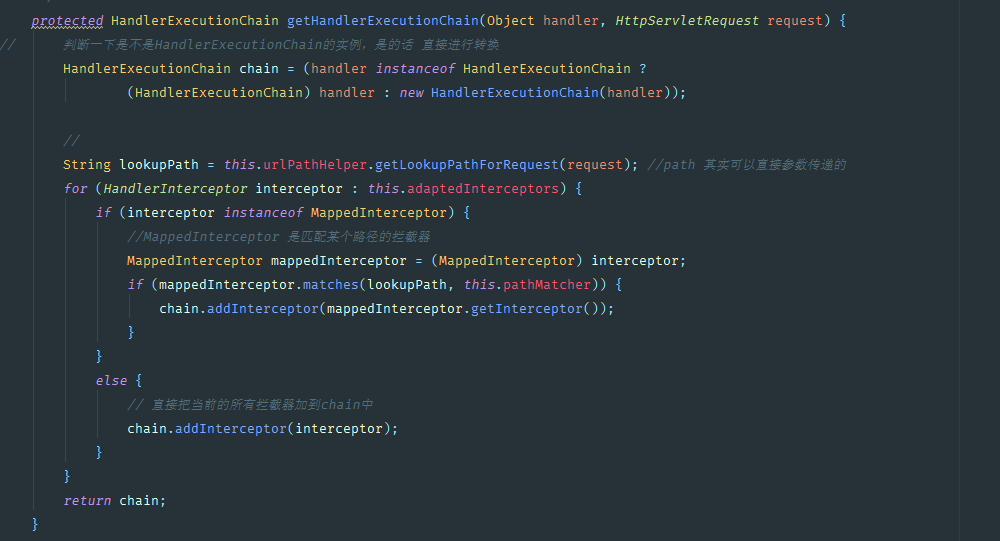 protected HandlerExecutionChain getHandlerExecutionChain(Object handler, HttpServletRequest request) {
//      判断一下是不是HandlerExecutionChain的实例，是的话 直接进行转换
    HandlerExecutionChain chain = (handler instanceof HandlerExecutionChain ?
            (HandlerExecutionChain) handler : new HandlerExecutionChain(handler));

    //
    String lookupPath = this.urlPathHelper.getLookupPathForRequest(request); //path 其实可以直接参数传递的
    for (HandlerInterceptor interceptor : this.adaptedInterceptors) {
        if (interceptor instanceof MappedInterceptor) {
            //MappedInterceptor 是匹配某个路径的拦截器
            MappedInterceptor mappedInterceptor = (MappedInterceptor) interceptor;
            if (mappedInterceptor.matches(lookupPath, this.pathMatcher)) {
                chain.addInterceptor(mappedInterceptor.getInterceptor());
            }
        }
        else {
            // 直接把当前的所有拦截器加到chain中
            chain.addInterceptor(interceptor);
        }
    }
    return chain;
}